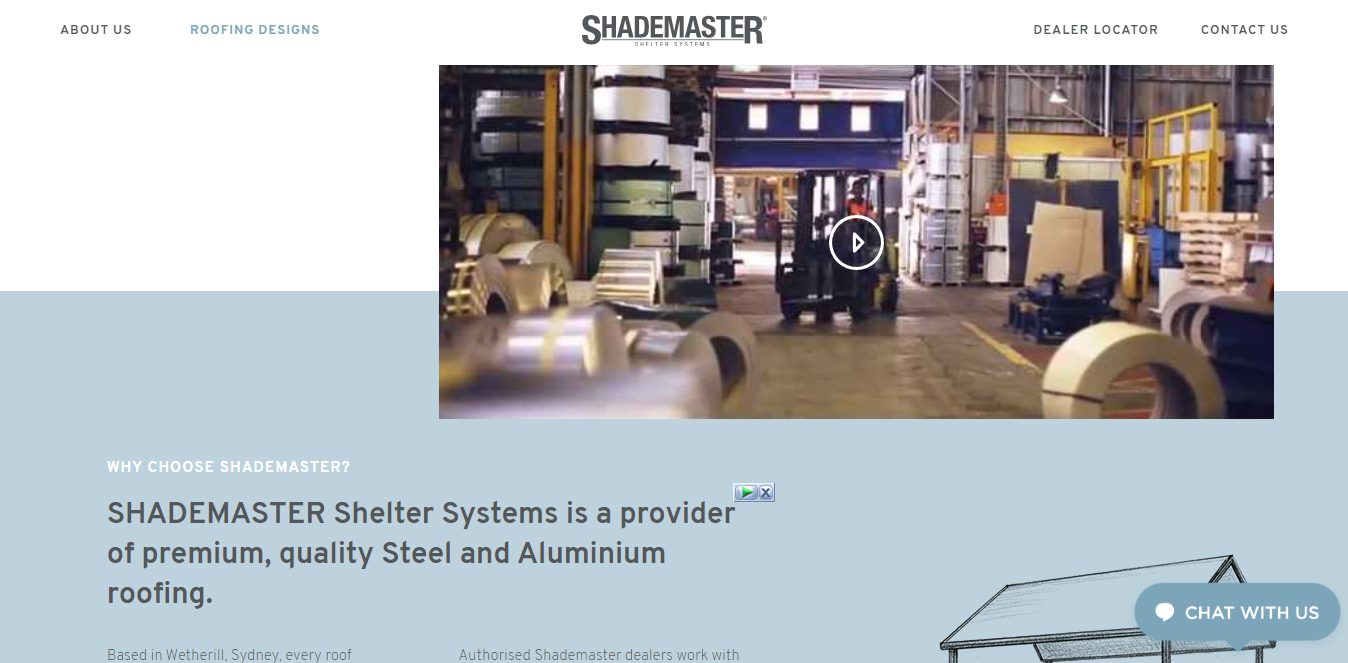 ABOUT US
ROOFING DESIGNS
SHADEMASTER®
SHELTER SYSTEMS
DEALER LOCATOR
CONTACT US
WHY CHOOSE SHADEMASTER?
SHADEMASTER Shelter Systems is a provider
of premium, quality Steel and Aluminium
roofing.
Based in Wetherill, Sydney, every roof
Authorised Shademaster dealers work with
CHAT WITH US